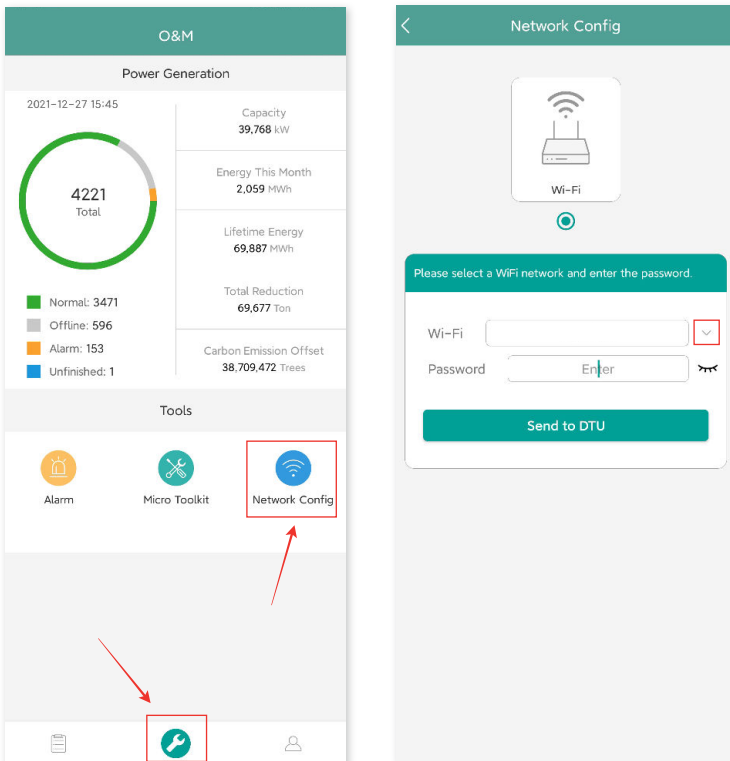 O&M
Power Generation
2021-12-27 15:45
4221
Total
Normal: 3471
Offline: 596
Alarm: 153
Unfinished: 1
Capacity
39,768 kW
Energy This Month
2,059 MWh
Lifetime Energy
69,887 MWh
Total Reduction
69,677 Ton
Carbon Emission Offset
38,709,472 Trees
Tools
Alarm
Micro Toolkit
Network Config
Network Config
Wi-Fi
Please select a WiFi network and enter the password.
Wi-Fi
Password
Enter
Send to DTU